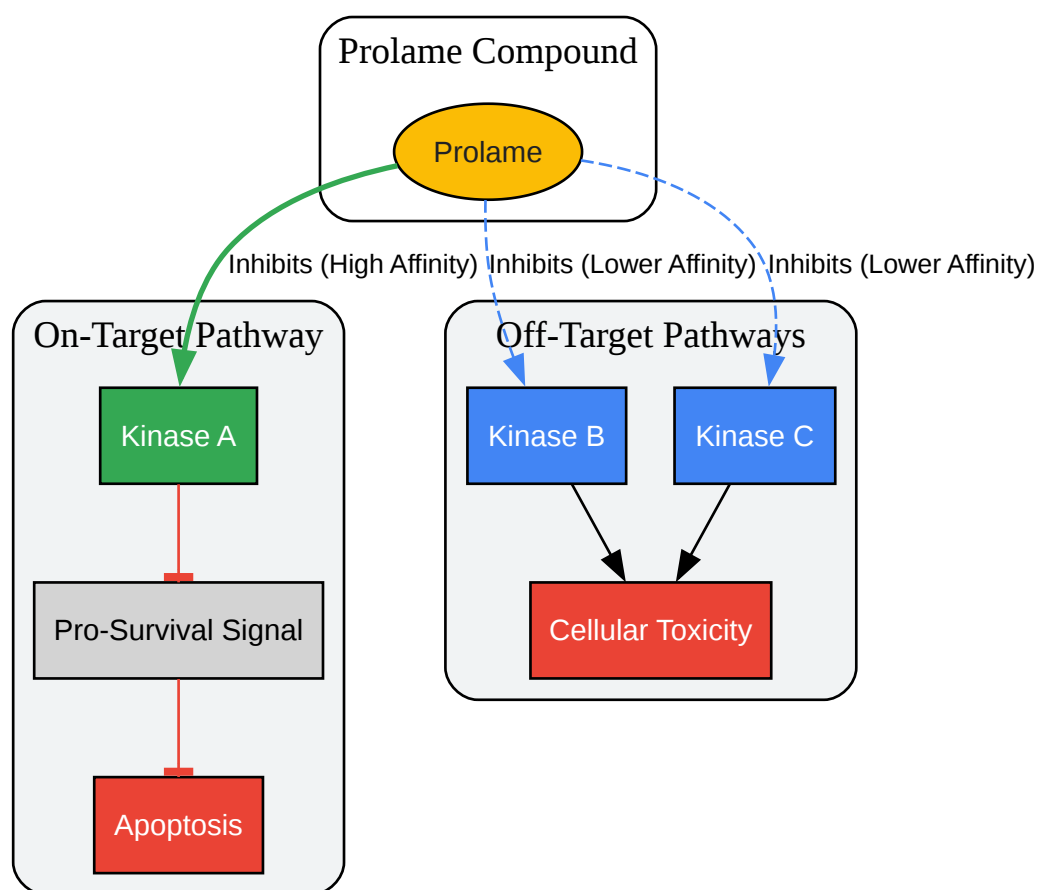 Prolame Compound
Prolame
Inhibits (High Affinity)
Inhibits (Lower Affinity)
Inhibits (Lower Affinity)
On-Target Pathway
Off-Target Pathways
Kinase A
Kinase B
Kinase C
Pro-Survival Signal
Cellular Toxicity
Apoptosis